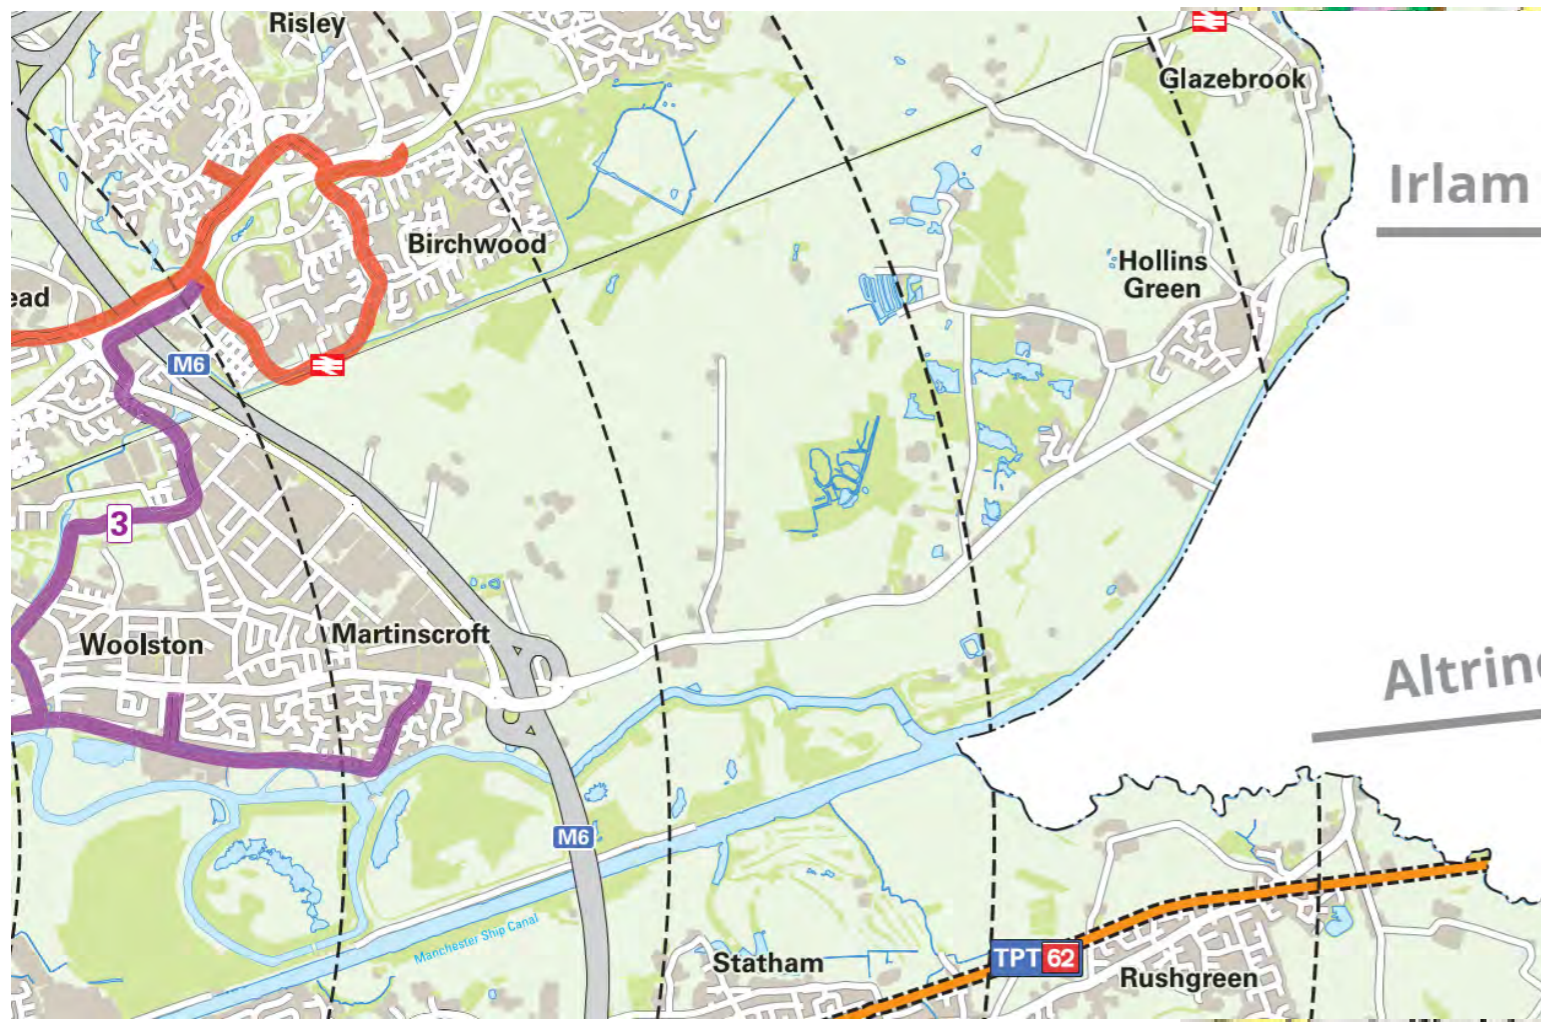 Risley
Glazebrook
Irlam
Birchwood
Hollins
Green
ead
M6
3
Woolston
Martinscroft
Altrinc
M6
Manchester Ship Canal
Statham
TPT 62
Rushgreen